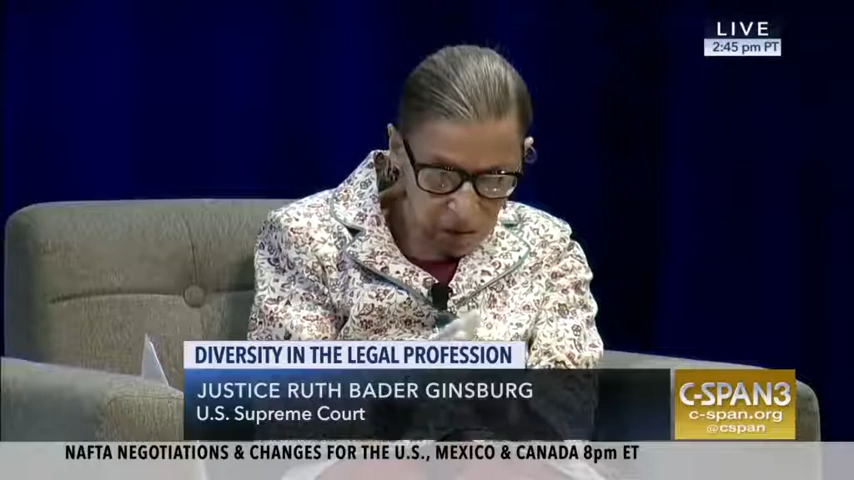 LIVE
2:45 pm PT
DIVERSITY IN THE LEGAL PROFESSION
JUSTICE RUTH BADER GINSBURG
U.S. Supreme Court
C-SPAN3
c-span.org
@cspan
NAFTA NEGOTIATIONS & CHANGES FOR THE U.S., MEXICO & CANADA 8pm ET